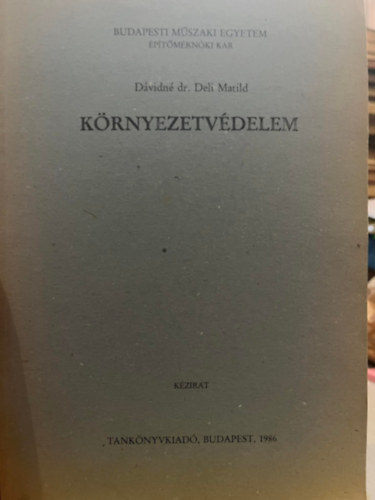 BUDAPESTI MŰSZAKI EGYETEM
ÉPÍTŐMÉRNÖKI KAR
Dávidné dr. Deli Matild
KÖRNYEZETVÉDELEM
KÉZIRAT
TANKÖNYVKIADÓ, BUDAPEST, 1986